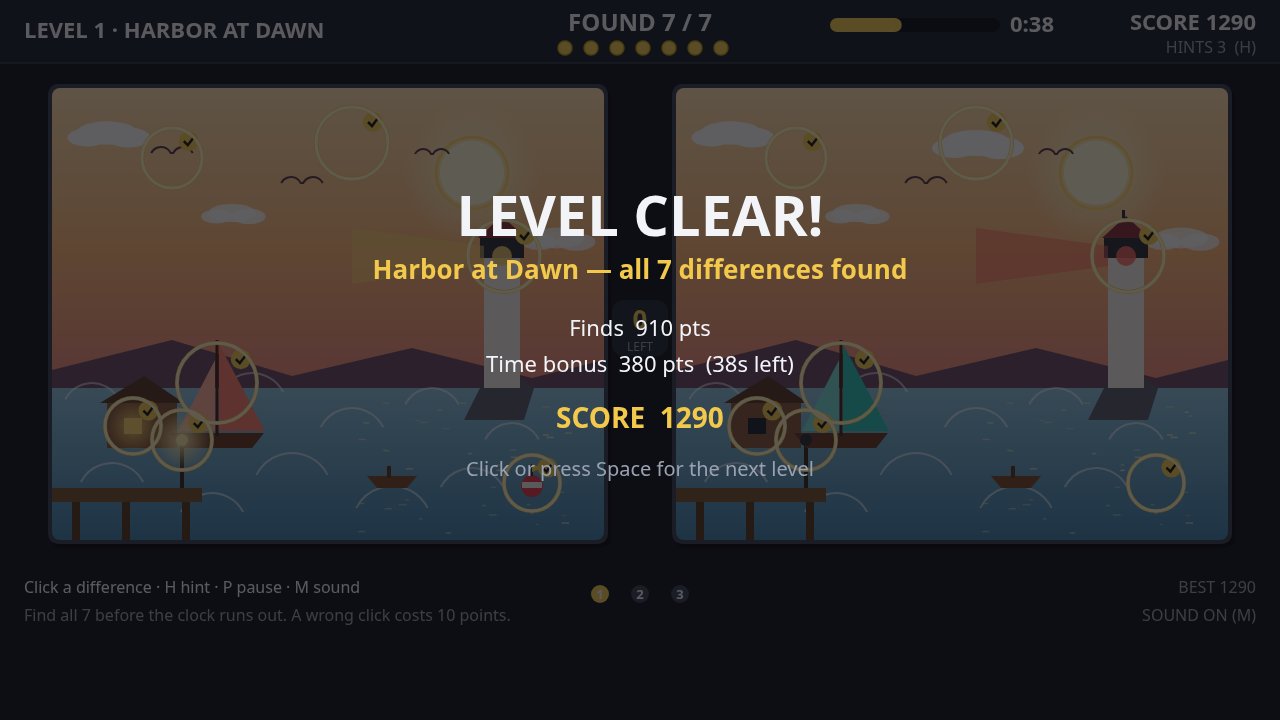 LEVEL 1 · HARBOR AT DAWN
FOUND 7 / 7
0:38
SCORE 1290
HINTS 3 (H)
LEVEL CLEAR!
Harbor at Dawn — all 7 differences found
0
LEFT
Finds 910 pts
Time bonus 380 pts (38s left)
SCORE 1290
Click or press Space for the next level
Click a difference · H hint · P pause · M sound
Find all 7 before the clock runs out. A wrong click costs 10 points.
1 2 3
BEST 1290
SOUND ON (M)